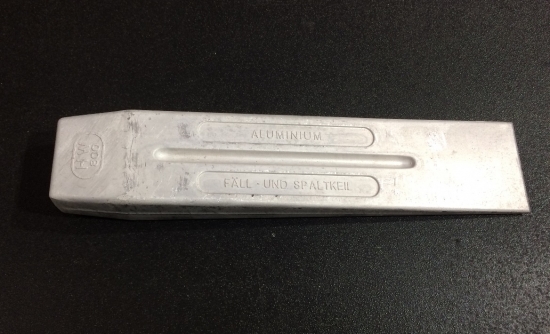 ALUMINIUM
FÄLL - UND SPALTKEIL